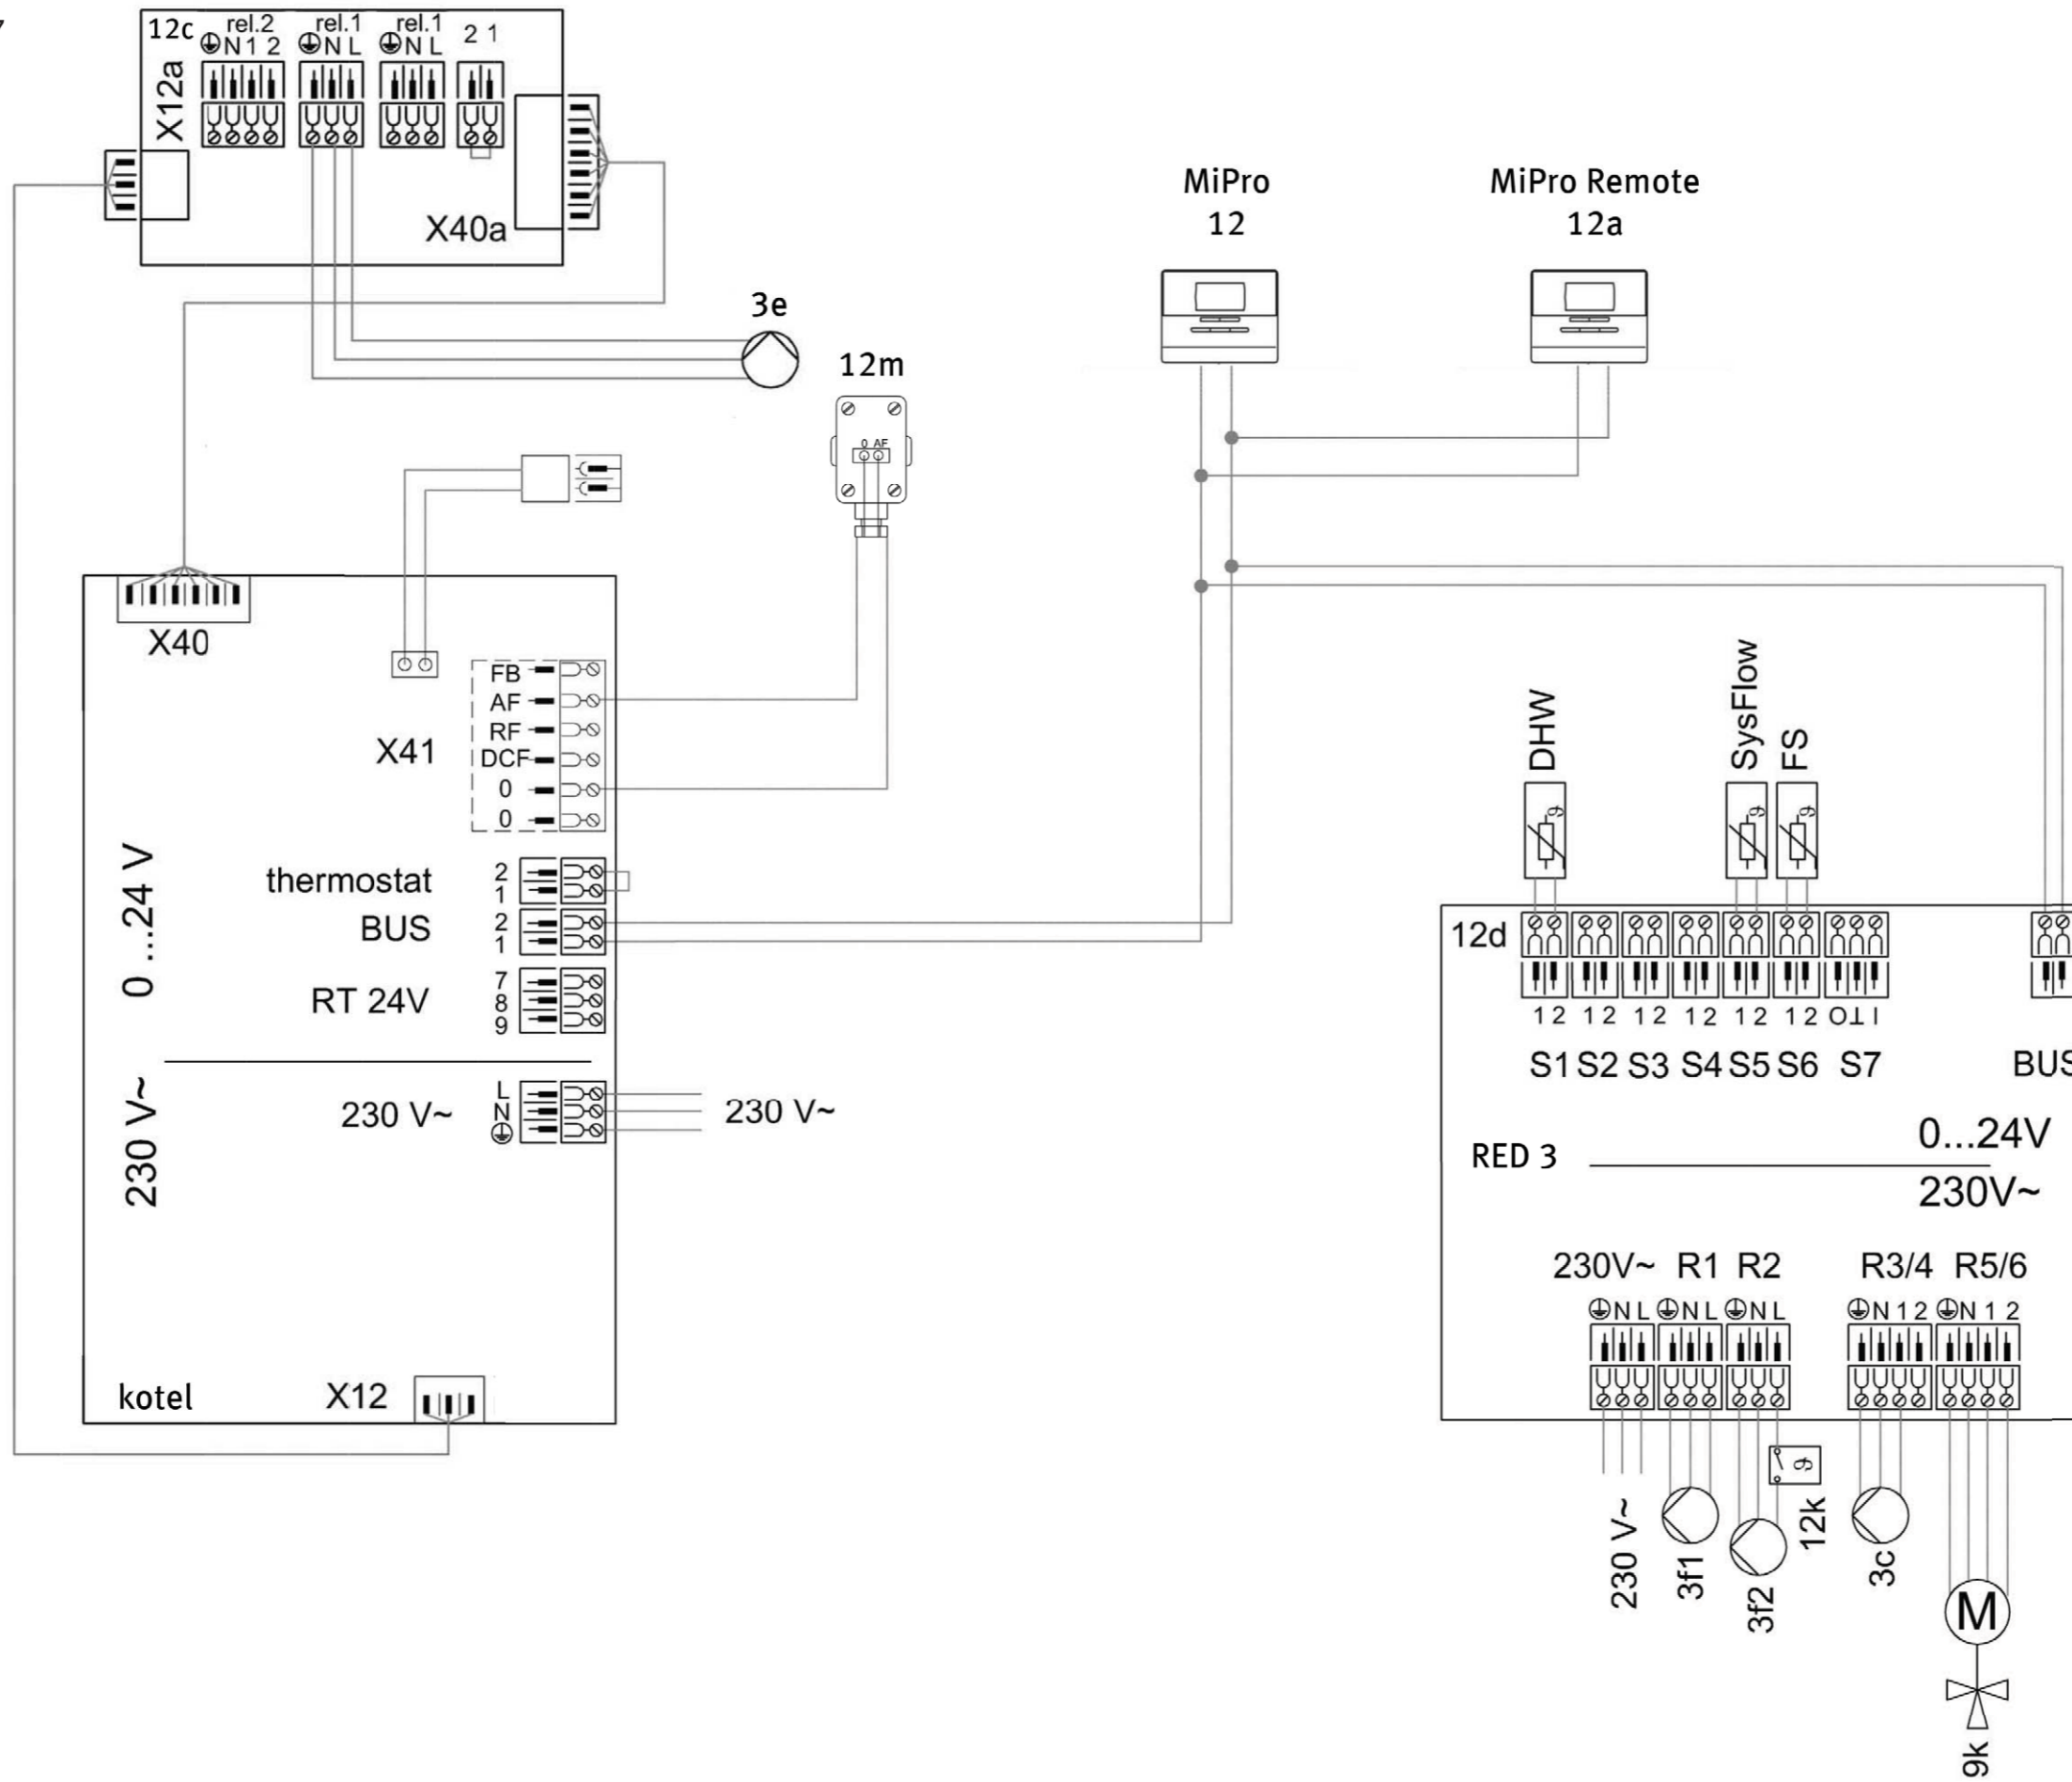 12c
rel.2
rel.1
rel.1
N 1 2
N L
N L
2 1
X12a
X40a
3e
12m
0 AF
MiPro
12
MiPro Remote
12a
X40
X41
FB
AF
RF
DCF
0
0
0 ...24 V
thermostat
2
1
BUS
2
1
RT 24V
7
8
9
230 V~
230 V~
L
N
230 V~
kotel
X12
DHW
SysFlow
FS
12d
1 2
1 2
1 2
1 2
1 2
1 2
O⊥I
S1
S2
S3
S4
S5
S6
S7
BUS
0...24V
RED 3
230V~
230V~
R1
R2
R3/4
R5/6
N L
N L
N L
N 1 2
N 1 2
230 V~
3f1
3f2
12k
3c
M
9k